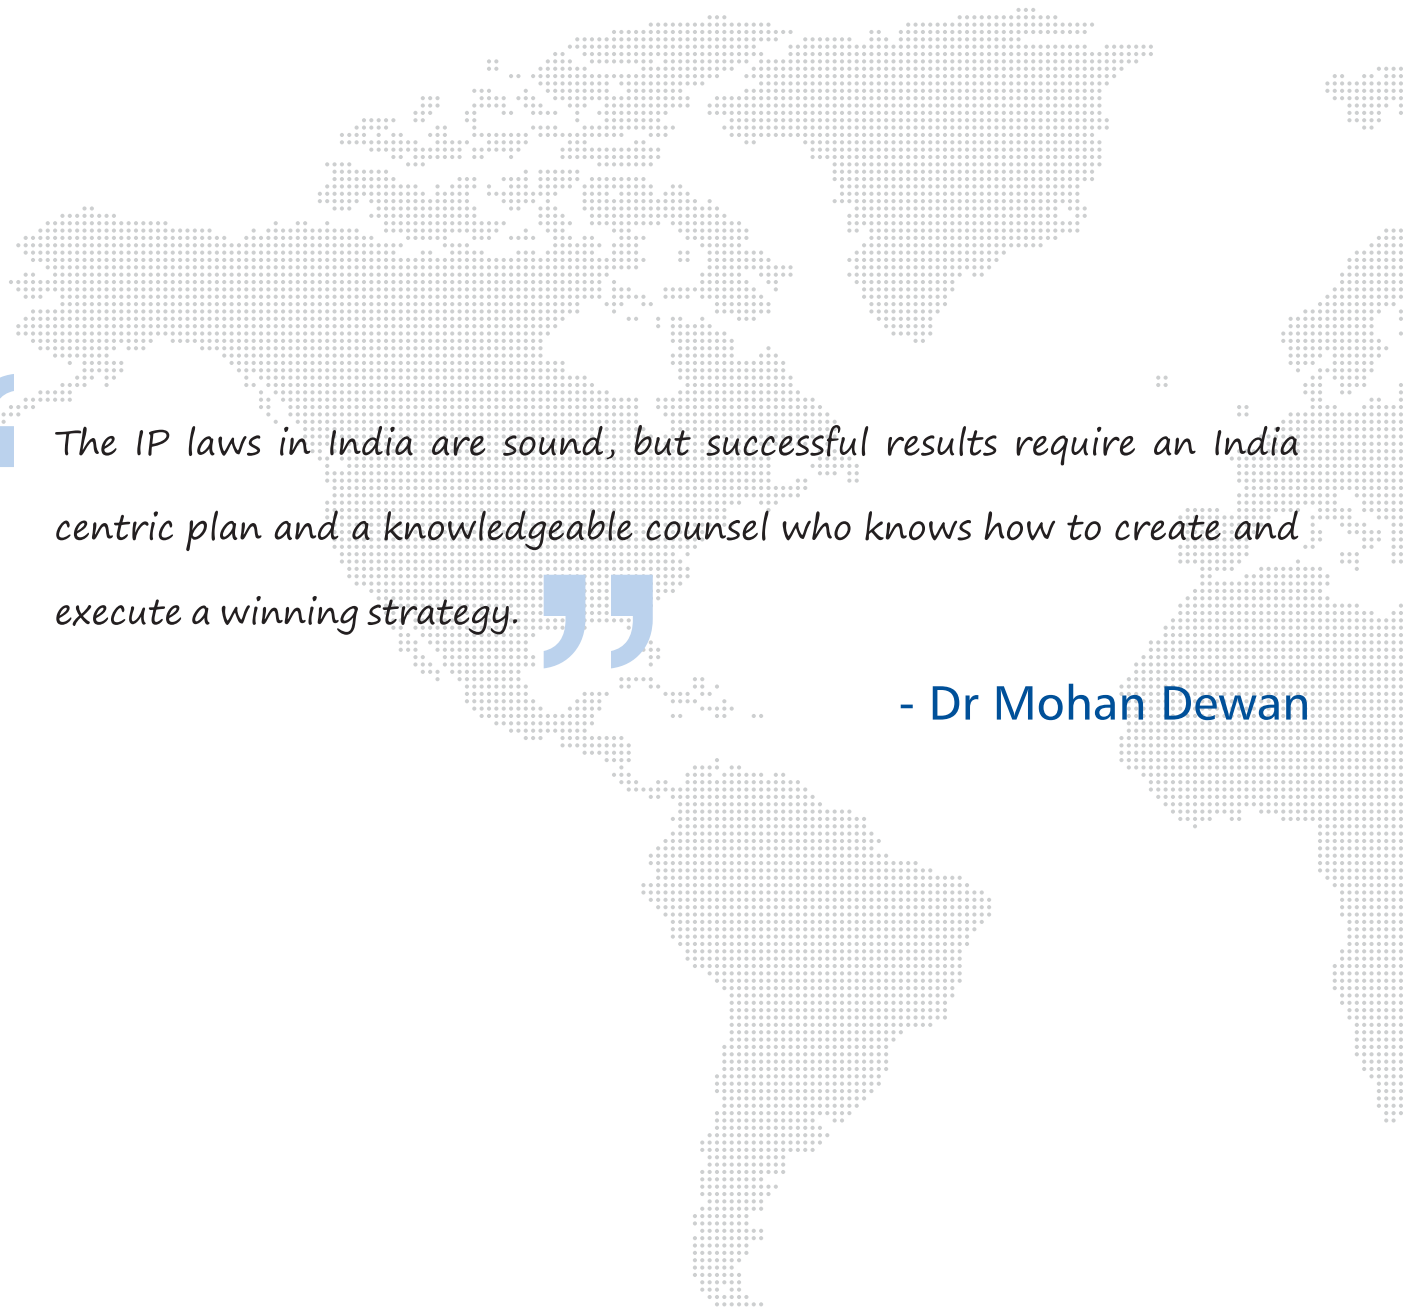 The IP laws in India are sound, but successful results require an India
centric plan and a knowledgeable counsel who knows how to create and
execute a winning strategy. ”
- Dr Mohan Dewan